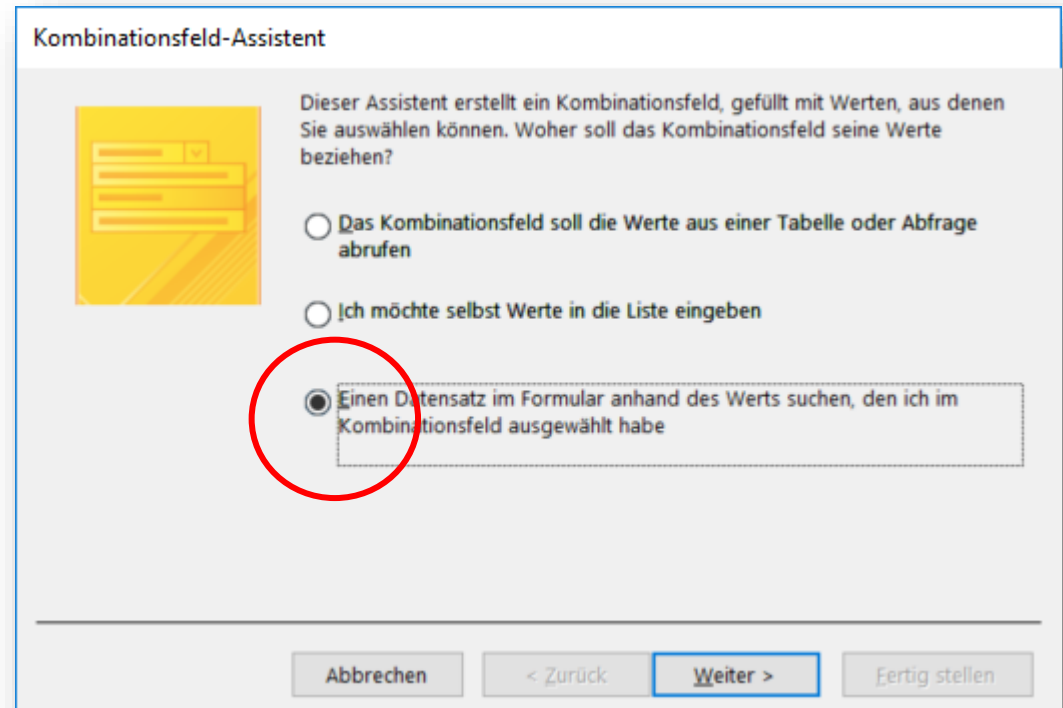 Kombinationsfeld-Assistent
Dieser Assistent erstellt ein Kombinationsfeld, gefüllt mit Werten, aus denen
Sie auswählen können. Woher soll das Kombinationsfeld seine Werte
beziehen?
Das Kombinationsfeld soll die Werte aus einer Tabelle oder Abfrage
abrufen
Ich möchte selbst Werte in die Liste eingeben
Einen Datensatz im Formular anhand des Werts suchen, den ich im
Kombinationsfeld ausgewählt habe
Abbrechen < Zurück Weiter > Fertig stellen